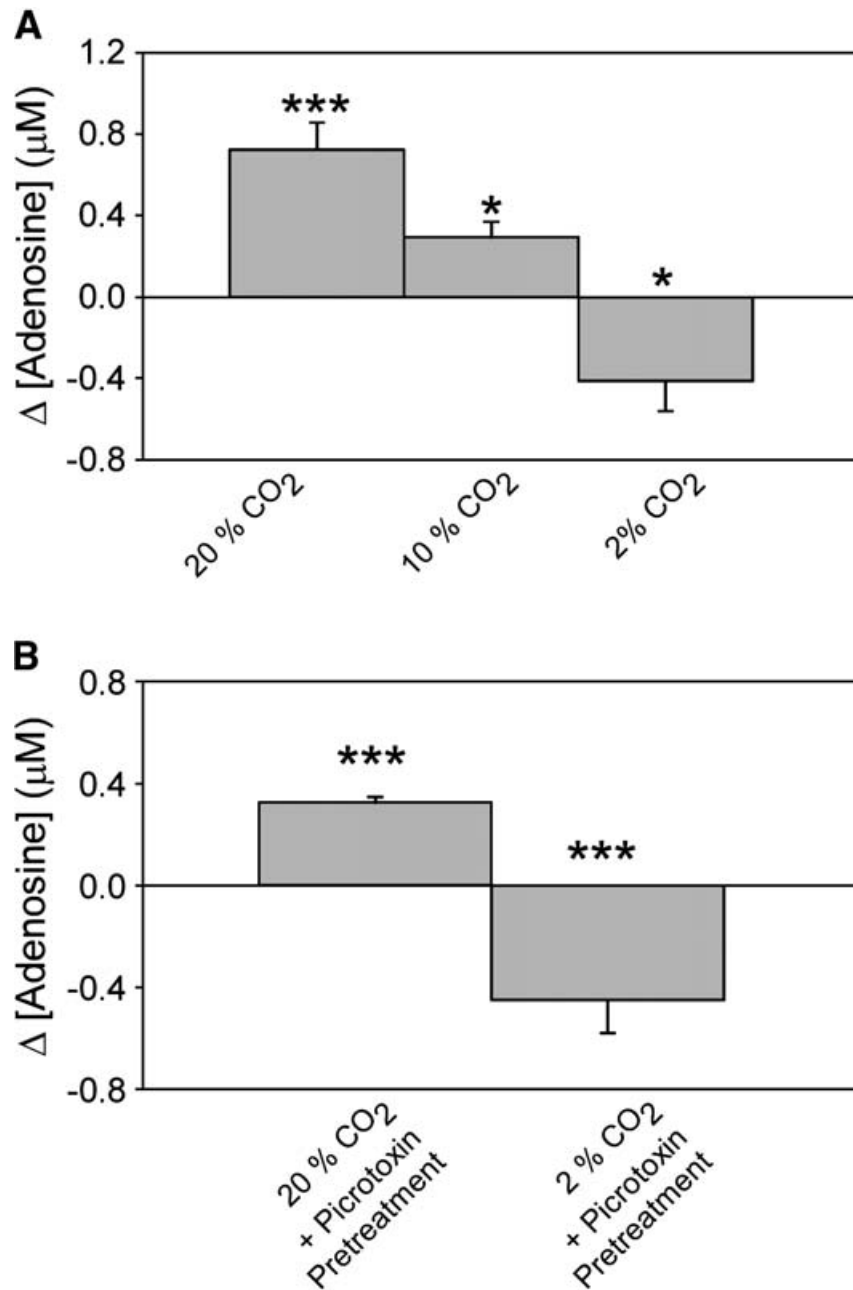 A
Δ [Adenosine] (μM)
1.2
0.8
0.4
0.0
-0.4
-0.8
***
*
*
20 % CO₂
10 % CO₂
2% CO₂
B
Δ [Adenosine] (μM)
0.8
0.4
0.0
-0.4
-0.8
***
***
20 % CO₂
+ Picrotoxin
Pretreatment
2 % CO₂
+ Picrotoxin
Pretreatment